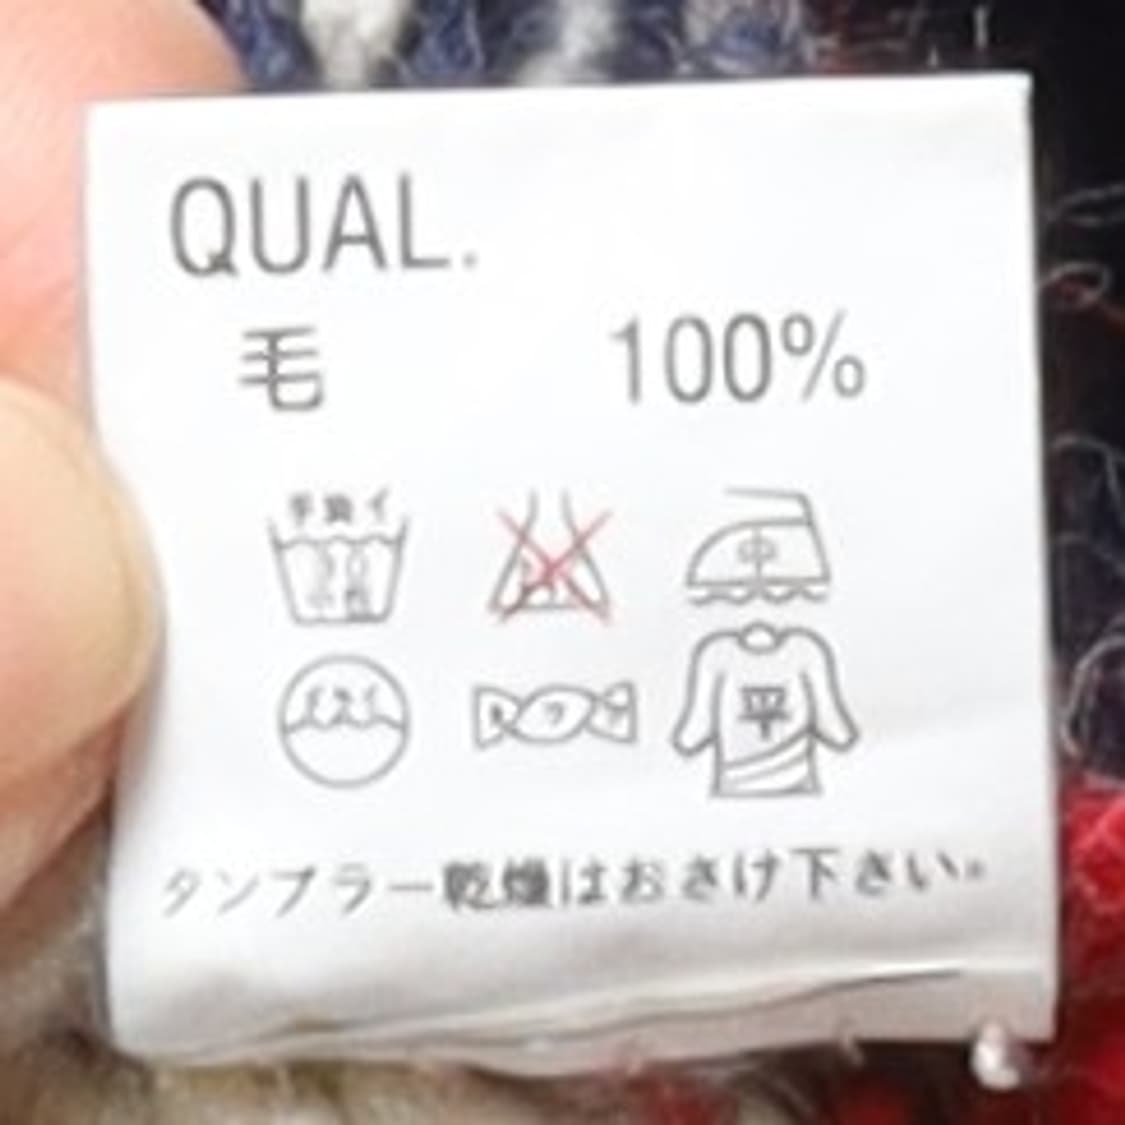 QUAL.
毛 100%
手洗イ
中
平
タンブラー乾燥はおさけ下さい。